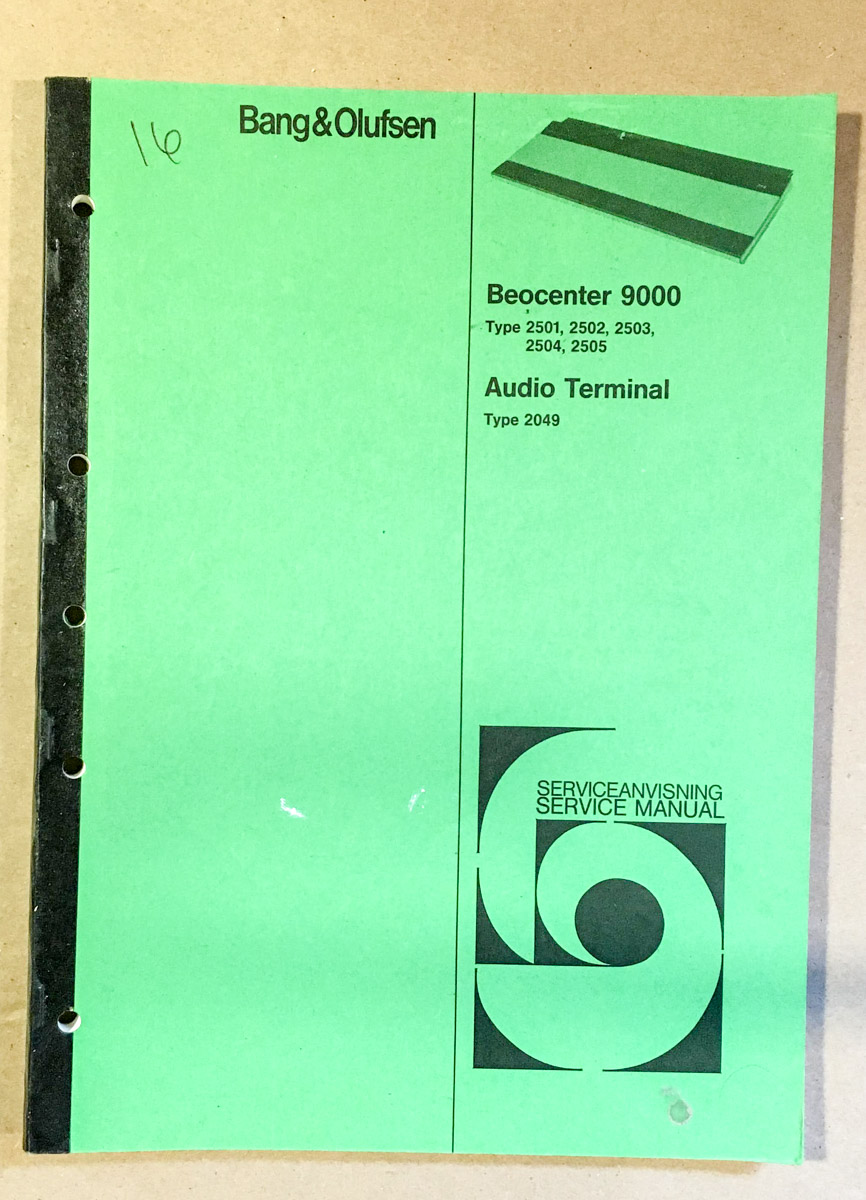 16
Bang&Olufsen
Beocenter 9000
Type 2501, 2502, 2503,
2504, 2505
Audio Terminal
Type 2049
SERVICEANVISNING
SERVICE MANUAL